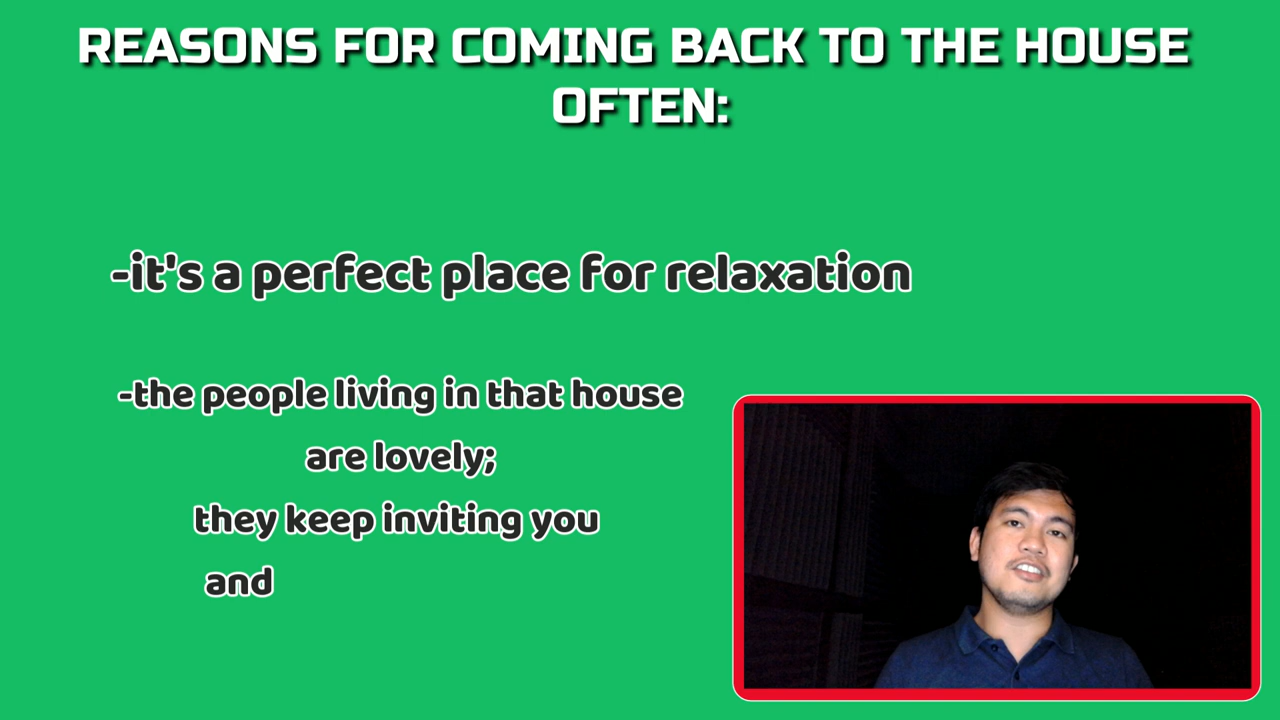 REASONS FOR COMING BACK TO THE HOUSE
OFTEN:
-it's a perfect place for relaxation
-the people living in that house
are lovely;
they keep inviting you
and